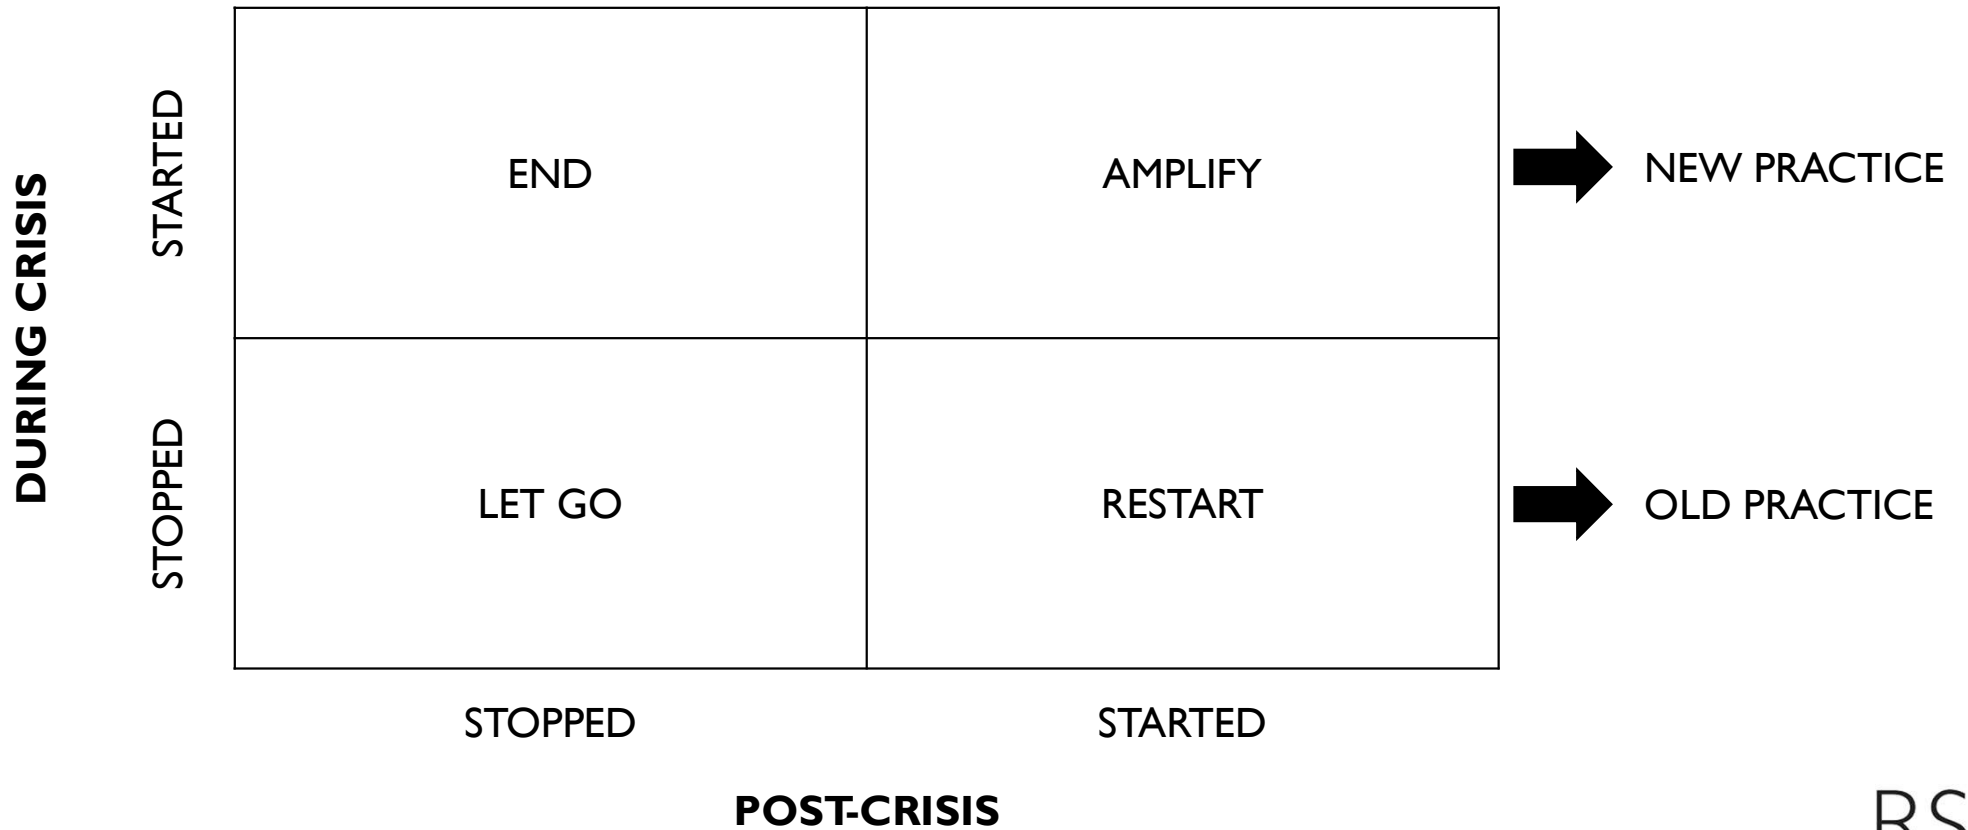 DURING CRISIS
STARTED
END
AMPLIFY
NEW PRACTICE
STOPPED
LET GO
RESTART
OLD PRACTICE
STOPPED
STARTED
POST-CRISIS